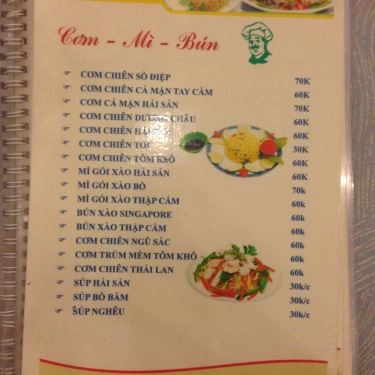 Cơm - Mì - Bún
CƠM CHIÊN SÒ ĐIỆP 70K
CƠM CHIÊN CÁ MẶN TAY CẦM 60K
CƠM CÁ MẶN HẢI SẢN 70K
CƠM CHIÊN DƯƠNG CHÂU 60K
CƠM CHIÊN 60K
CƠM CHIÊN TỎI 30K
CƠM CHIÊN TÔM KHÔ 60K
MÌ GÓI XÀO HẢI SẢN 60K
MÌ GÓI XÀO BÒ 70k
MÌ GÓI XÀO THẬP CẨM 60k
BÚN XÀO SINGAPORE 60k
BÚN XÀO THẬP CẨM 60k
CƠM CHIÊN NGŨ SẮC 60k
CƠM TRÙM MỀM TÔM KHÔ 60k
CƠM CHIÊN THÁI LAN 60k
SÚP HẢI SẢN 30k/c
SÚP BÒ BẰM 30k/c
SÚP NGHÊU 30k/c